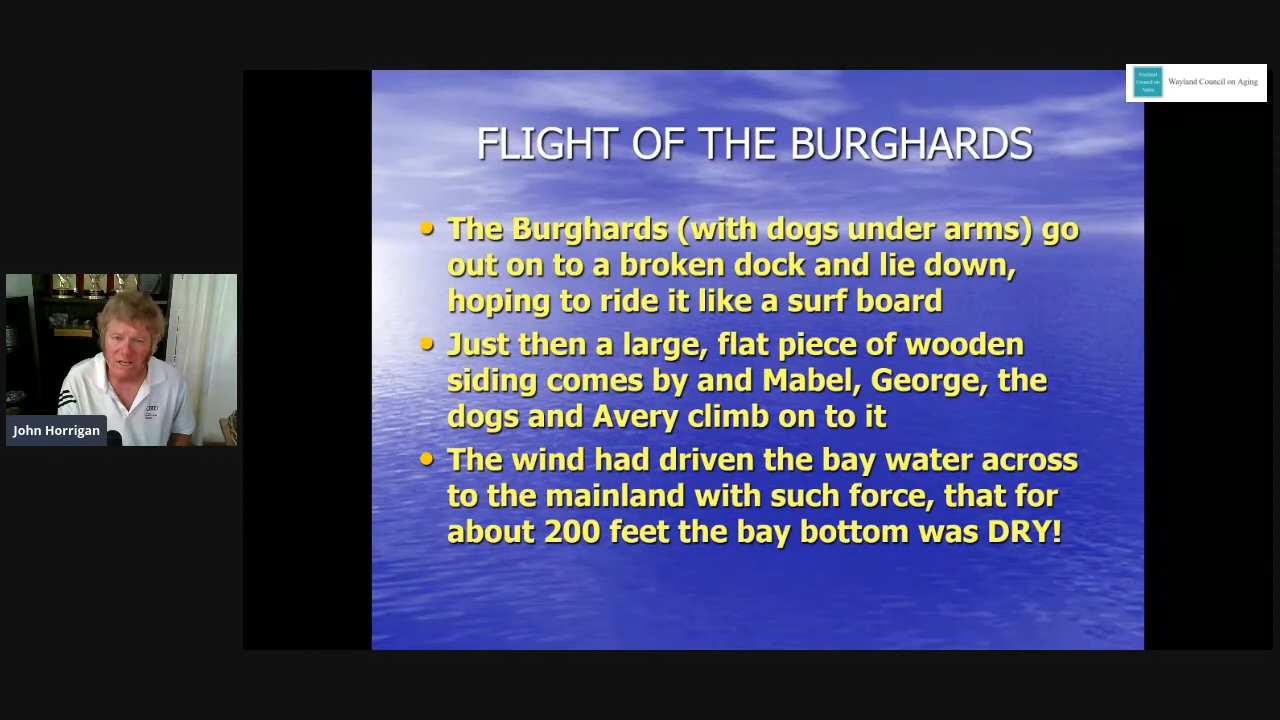 Wayland
Council on
Aging
Wayland Council on Aging
FLIGHT OF THE BURGHARDS
• The Burghards (with dogs under arms) go
out on to a broken dock and lie down,
hoping to ride it like a surf board
• Just then a large, flat piece of wooden
siding comes by and Mabel, George, the
dogs and Avery climb on to it
• The wind had driven the bay water across
to the mainland with such force, that for
about 200 feet the bay bottom was DRY!
John Horrigan